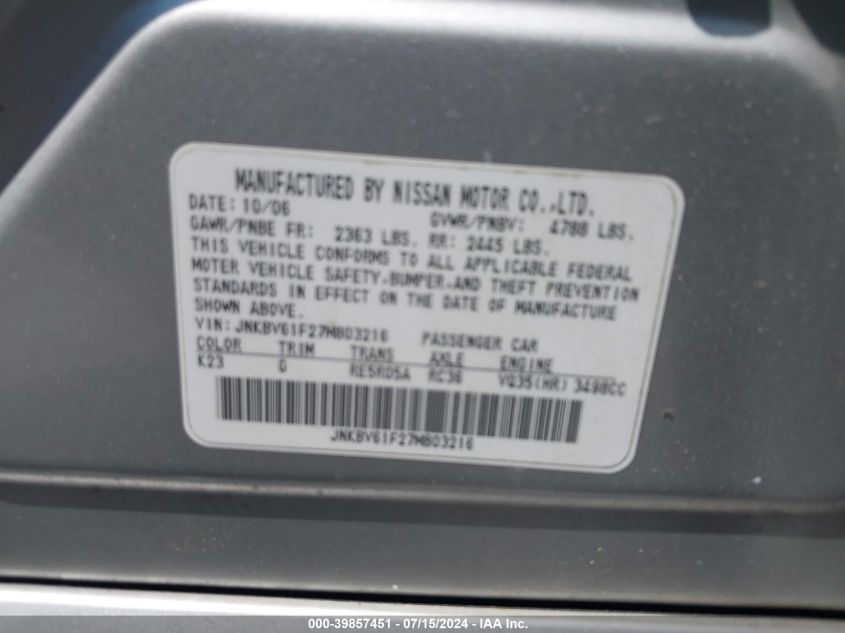 MANUFACTURED BY NISSAN MOTOR CO.,LTD.
DATE: 10/06 GVWR/PNBV: 4788 LBS.
GAWR/PNBE FR: 2363 LBS. RR: 2445 LBS.
THIS VEHICLE CONFORMS TO ALL APPLICABLE FEDERAL
MOTER VEHICLE SAFETY,BUMPER,AND THEFT PREVENTION
STANDARDS IN EFFECT ON THE DATE OF MANUFACTURE
SHOWN ABOVE.
VIN: JNKBV61F27M803216 PASSENGER CAR
COLOR TRIM TRANS AXLE ENGINE
K23 G RE5R05A RC36 VQ35(HR) 3498CC
JNKBV61F27M803216
000-39857451 - 07/15/2024 - IAA Inc.